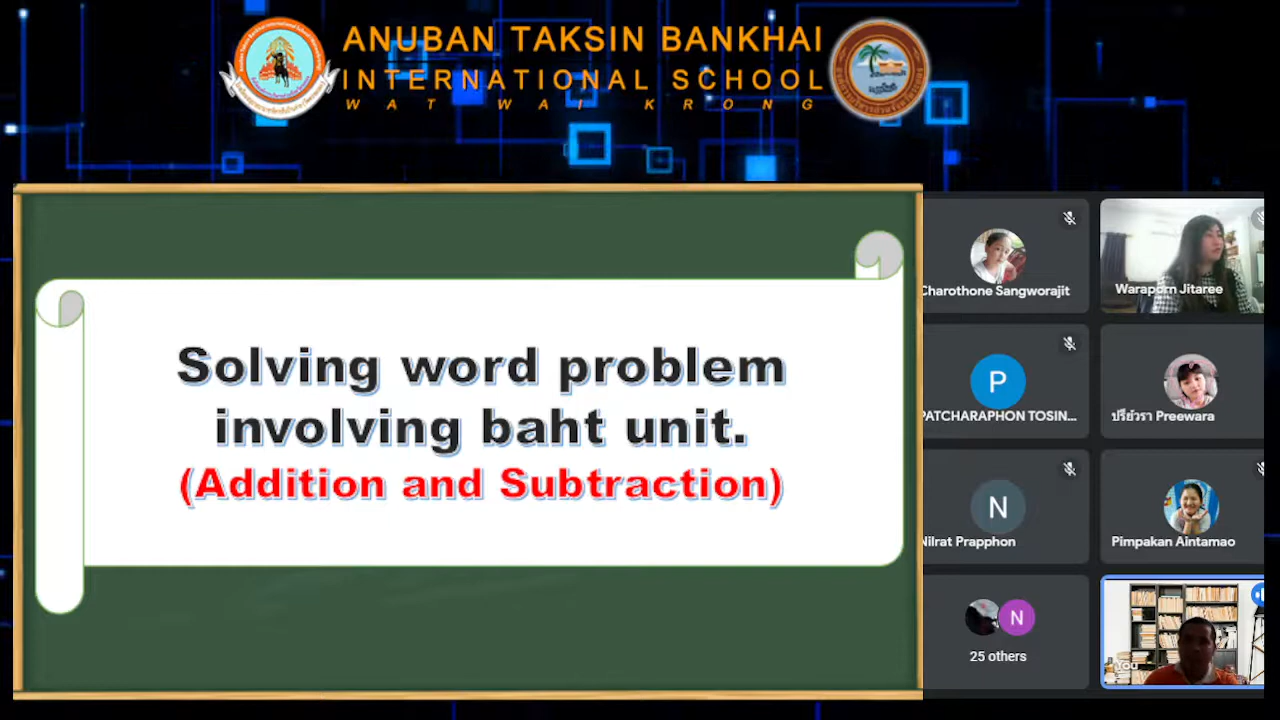 ANUBAN TAKSIN BANKHAI
INTERNATIONAL SCHOOL
WAT WAI KRONG
Solving word problem
involving baht unit.
(Addition and Subtraction)
Charothone Sangworajit
Waraporn Jitaree
P
PATCHARAPHON TOSIN...
ปรียวรา Preewara
N
Nilrat Prapphon
Pimpakan Aintamao
N
25 others
You